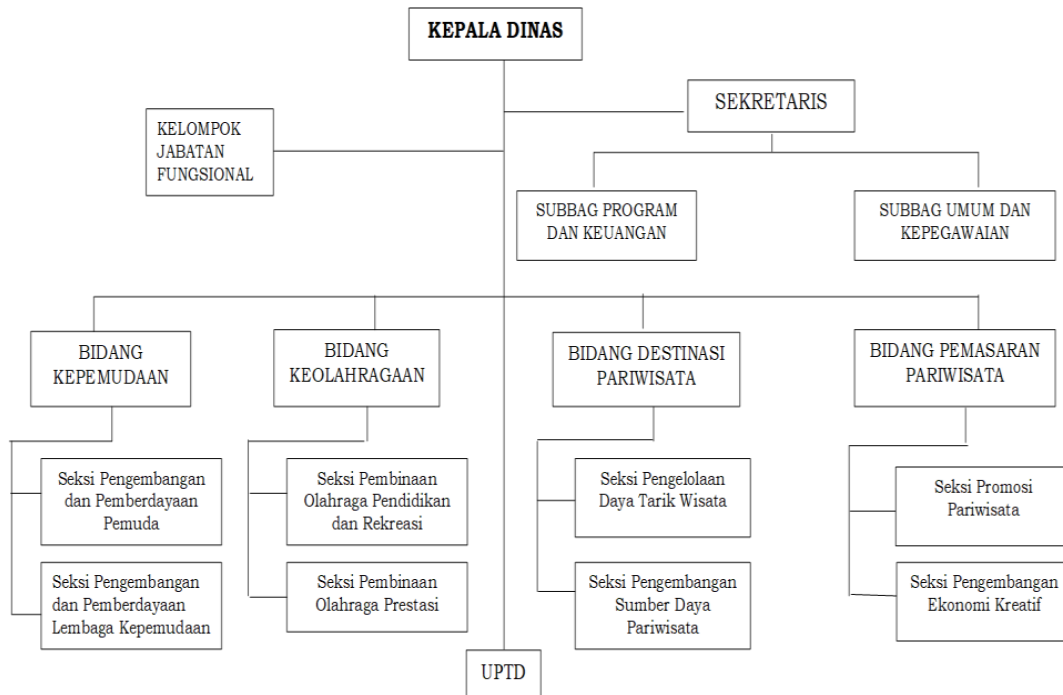 KEPALA DINAS
SEKRETARIS
KELOMPOK
JABATAN
FUNGSIONAL
SUBBAG PROGRAM
DAN KEUANGAN
SUBBAG UMUM DAN
KEPEGAWAIAN
BIDANG
KEPEMUDAAN
BIDANG
KEOLAHRAGAAN
BIDANG DESTINASI
PARIWISATA
BIDANG PEMASARAN
PARIWISATA
Seksi Pengembangan
dan Pemberdayaan
Pemuda
Seksi Pembinaan
Olahraga Pendidikan
dan Rekreasi
Seksi Pengelolaan
Daya Tarik Wisata
Seksi Promosi
Pariwisata
Seksi Pengembangan
dan Pemberdayaan
Lembaga Kepemudaan
Seksi Pembinaan
Olahraga Prestasi
Seksi Pengembangan
Sumber Daya
Pariwisata
Seksi Pengembangan
Ekonomi Kreatif
UPTD